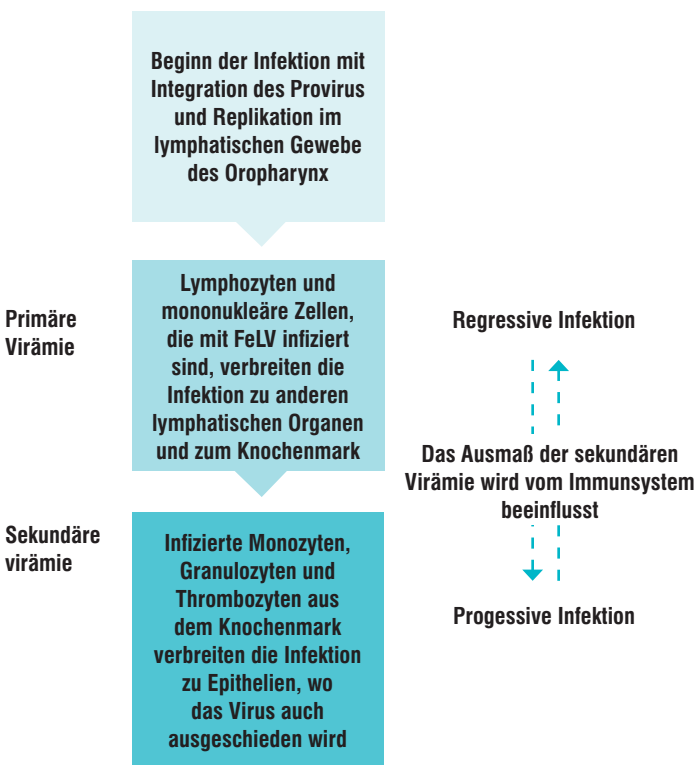 Beginn der Infektion mit
Integration des Provirus
und Replikation im
lymphatischen Gewebe
des Oropharynx
Primäre
Virämie
Lymphozyten und
mononukleäre Zellen,
die mit FeLV infiziert
sind, verbreiten die
Infektion zu anderen
lymphatischen Organen
und zum Knochenmark
Regressive Infektion
Das Ausmaß der sekundären
Virämie wird vom Immunsystem
beeinflusst
Progessive Infektion
Sekundäre
virämie
Infizierte Monozyten,
Granulozyten und
Thrombozyten aus
dem Knochenmark
verbreiten die Infektion
zu Epithelien, wo
das Virus auch
ausgeschieden wird